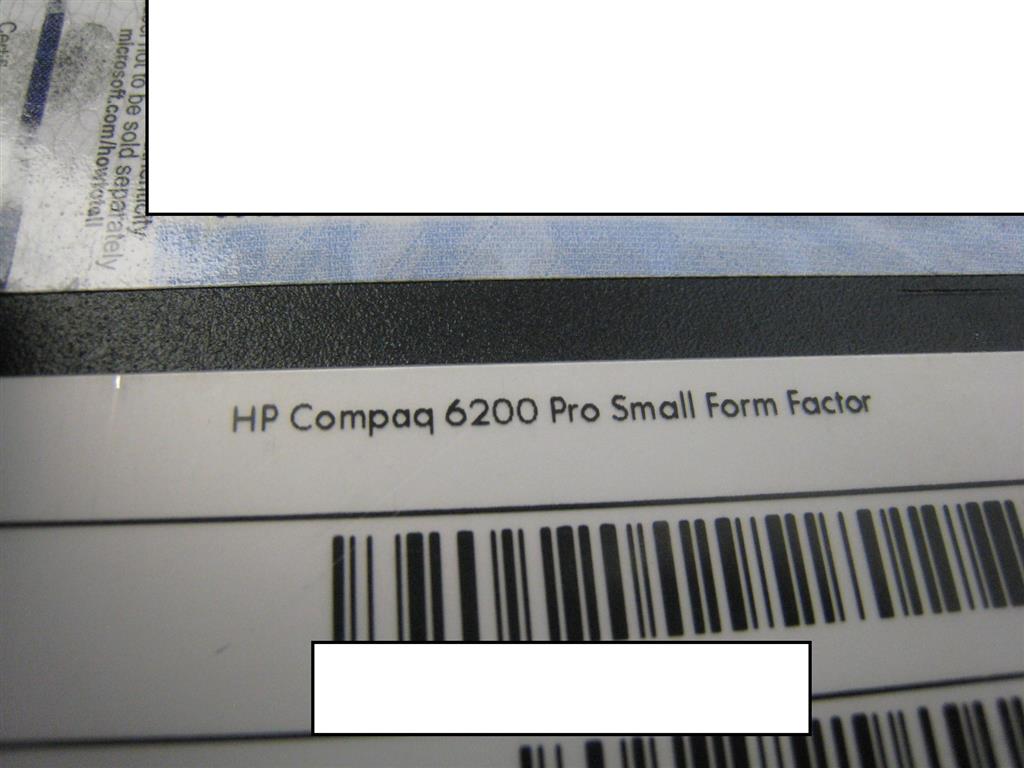 not to be sold separately
microsoft.com/howtotell
HP Compaq 6200 Pro Small Form Factor